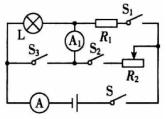 L R₁ S₁
A₁
S₃ S₂ R₂
A S